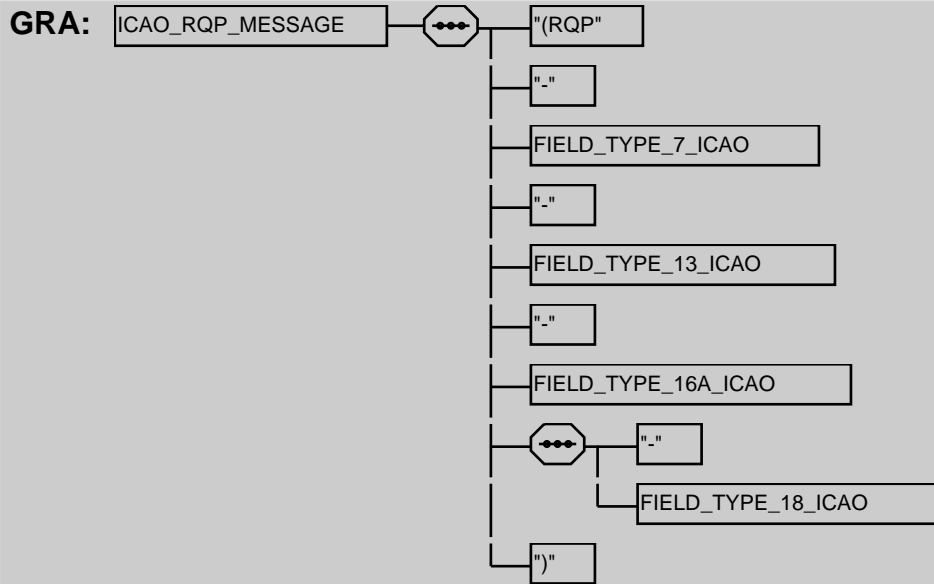 GRA: ICAO_RQP_MESSAGE "(RQP"
"-"
FIELD_TYPE_7_ICAO
"-"
FIELD_TYPE_13_ICAO
"-"
FIELD_TYPE_16A_ICAO
"-"
FIELD_TYPE_18_ICAO
")"